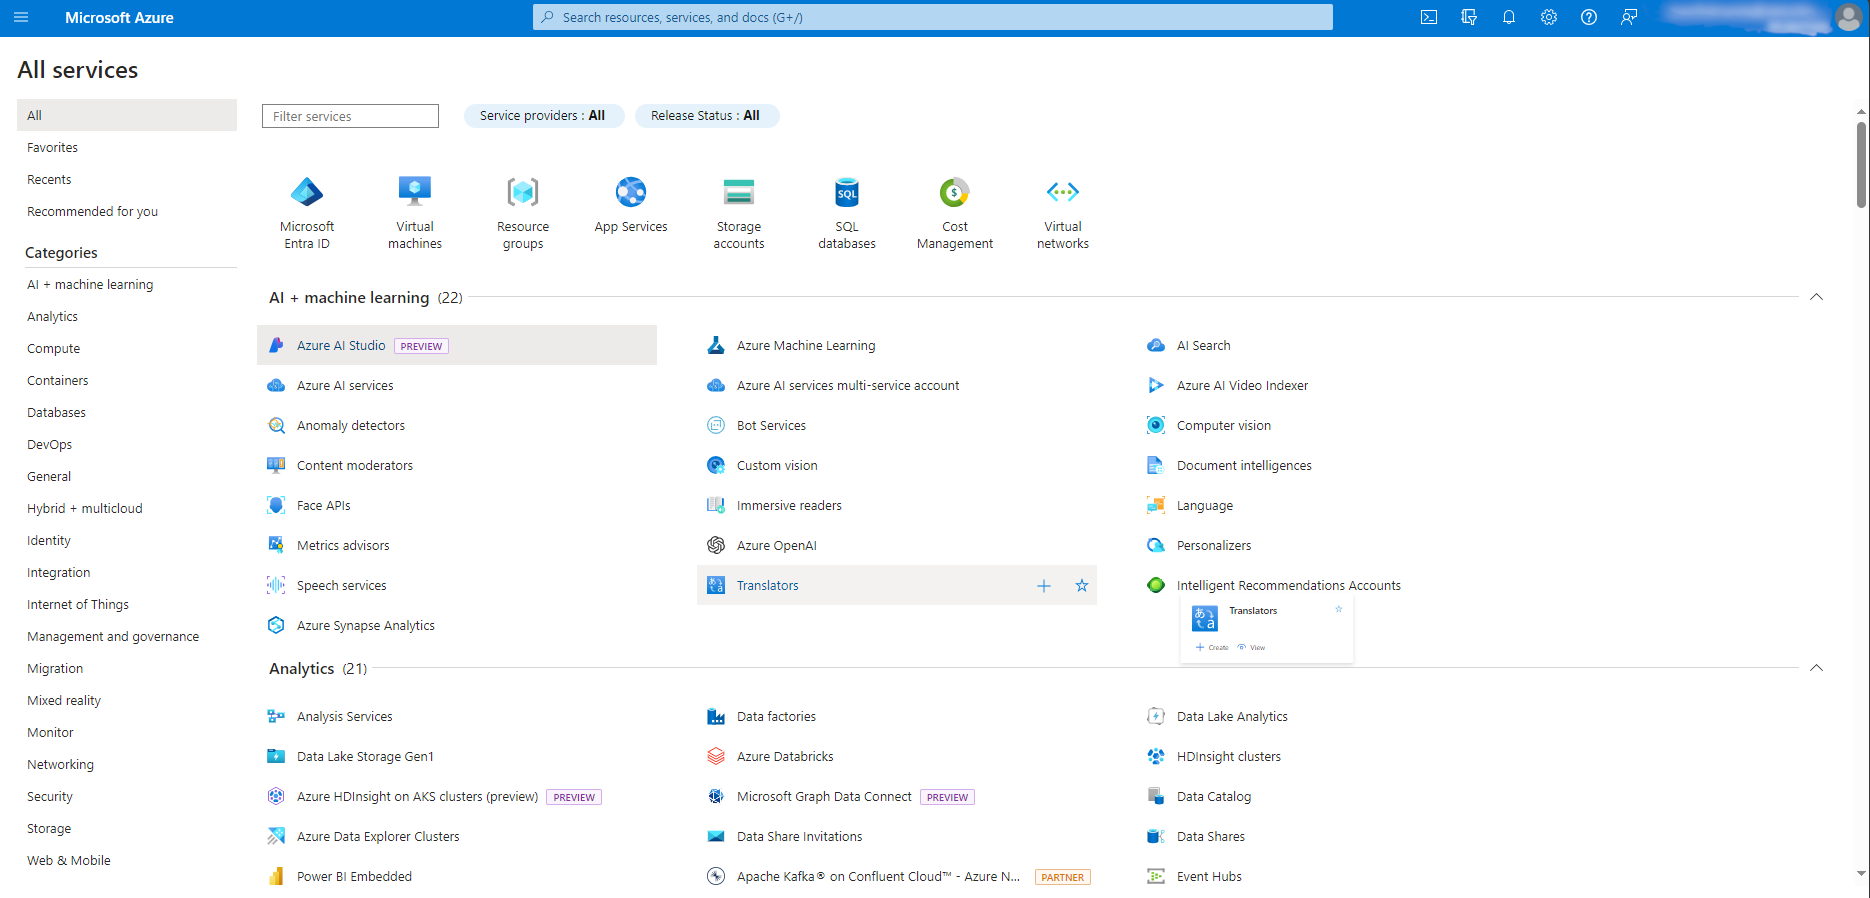 Microsoft Azure
Search resources, services, and docs (G+/)
All services
All
Favorites
Recents
Recommended for you
Categories
AI + machine learning
Analytics
Compute
Containers
Databases
DevOps
General
Hybrid + multicloud
Identity
Integration
Internet of Things
Management and governance
Migration
Mixed reality
Monitor
Networking
Security
Storage
Web & Mobile
Filter services
Service providers : All
Release Status : All
Microsoft
Entra ID
Virtual
machines
Resource
groups
App Services
Storage
accounts
SQL
SQL
databases
Cost
Management
Virtual
networks
AI + machine learning (22)
Azure AI Studio PREVIEW
Azure Machine Learning
AI Search
Azure AI services
Azure AI services multi-service account
Azure AI Video Indexer
Anomaly detectors
Bot Services
Computer vision
Content moderators
Custom vision
Document intelligences
Face APIs
Immersive readers
Language
Metrics advisors
Azure OpenAI
Personalizers
Speech services
Translators
Intelligent Recommendations Accounts
Translators
Create
View
Azure Synapse Analytics
Analytics (21)
Analysis Services
Data factories
Data Lake Analytics
Data Lake Storage Gen1
Azure Databricks
HDInsight clusters
Azure HDInsight on AKS clusters (preview) PREVIEW
Microsoft Graph Data Connect PREVIEW
Data Catalog
Azure Data Explorer Clusters
Data Share Invitations
Data Shares
Power BI Embedded
Apache Kafka® on Confluent Cloud™ - Azure N... PARTNER
Event Hubs